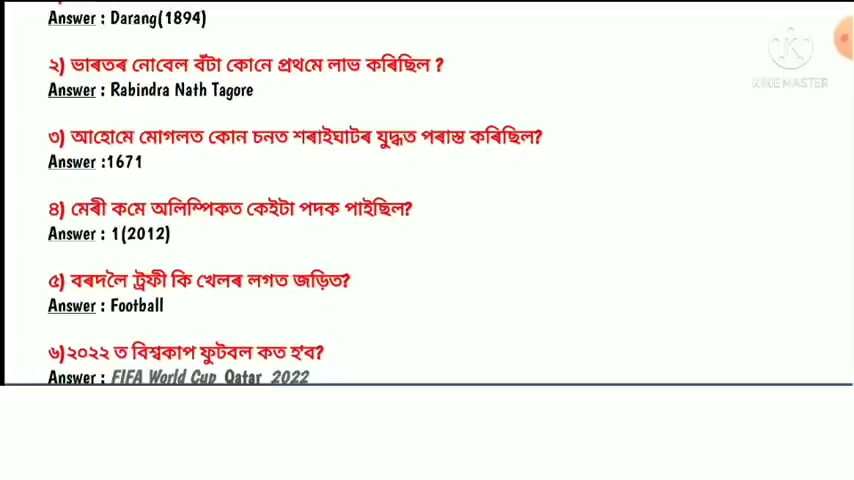 Answer : Darang(1894)
২) ভাৰতৰ নোবেল বঁটা কোনে প্ৰথমে লাভ কৰিছিল ?
Answer : Rabindra Nath Tagore
৩) আহোমে মোগলত কোন চনত শৰাইঘাটৰ যুদ্ধত পৰাস্ত কৰিছিল?
Answer :1671
৪) মেৰী কমে অলিম্পিকত কেইটা পদক পাইছিল?
Answer : 1(2012)
৫) বৰদলৈ ট্ৰফী কি খেলৰ লগত জড়িত?
Answer : Football
৬)২০২২ ত বিশ্বকাপ ফুটবল কত হ'ব?
Answer : FIFA World Cup Qatar 2022
KINEMASTER